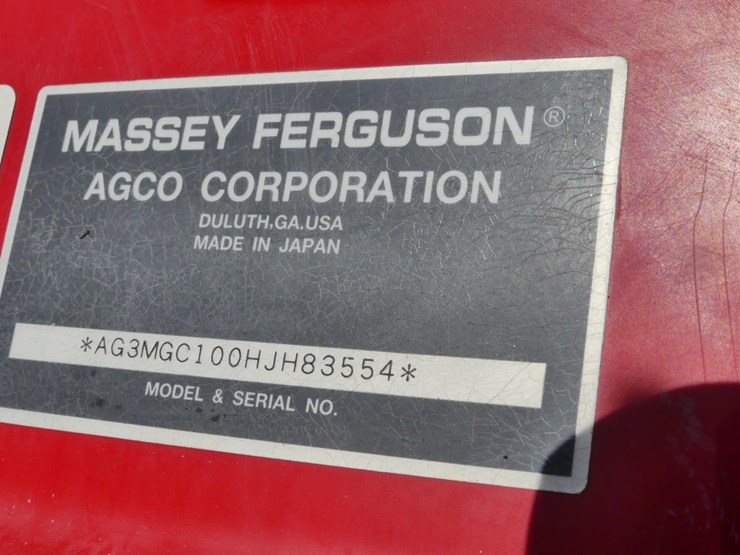 MASSEY FERGUSON®
AGCO CORPORATION
DULUTH,GA.USA
MADE IN JAPAN
*AG3MGC100HJH83554*
MODEL & SERIAL NO.